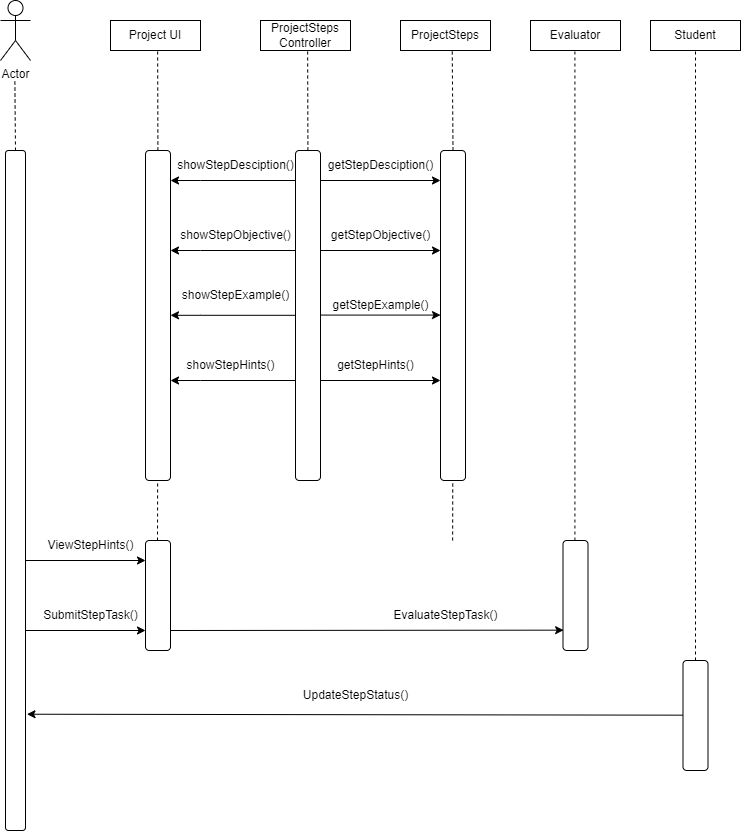 Actor
Project UI
ProjectSteps
Controller
ProjectSteps
Evaluator
Student
showStepDesciption()
getStepDesciption()
showStepObjective()
getStepObjective()
showStepExample()
getStepExample()
showStepHints()
getStepHints()
ViewStepHints()
SubmitStepTask()
EvaluateStepTask()
UpdateStepStatus()